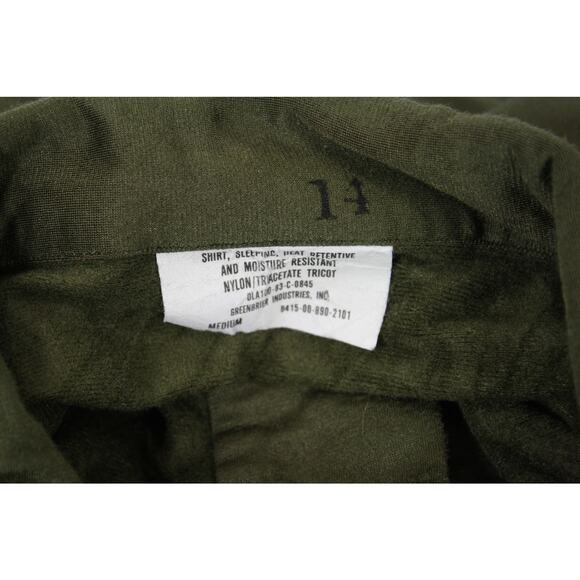 14
SHIRT, SLEEPING, HEAT RETENTIVE
AND MOISTURE RESISTANT
NYLON/TRIACETATE TRICOT
DLA100-83-C-0845
GREENBRIER INDUSTRIES, INC.
8415-00-890-2101
MEDIUM